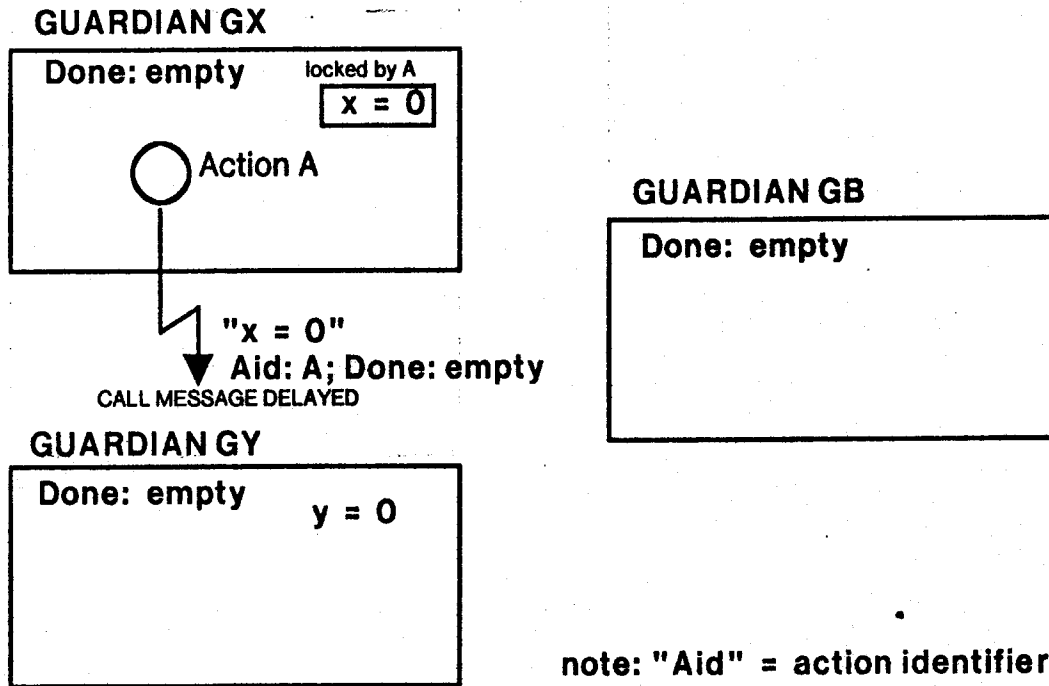 GUARDIAN GX
Done: empty
locked by A
x = 0
Action A
"x = 0"
Aid: A; Done: empty
CALL MESSAGE DELAYED
GUARDIAN GY
Done: empty
y = 0
GUARDIAN GB
Done: empty
note: "Aid" = action identifier